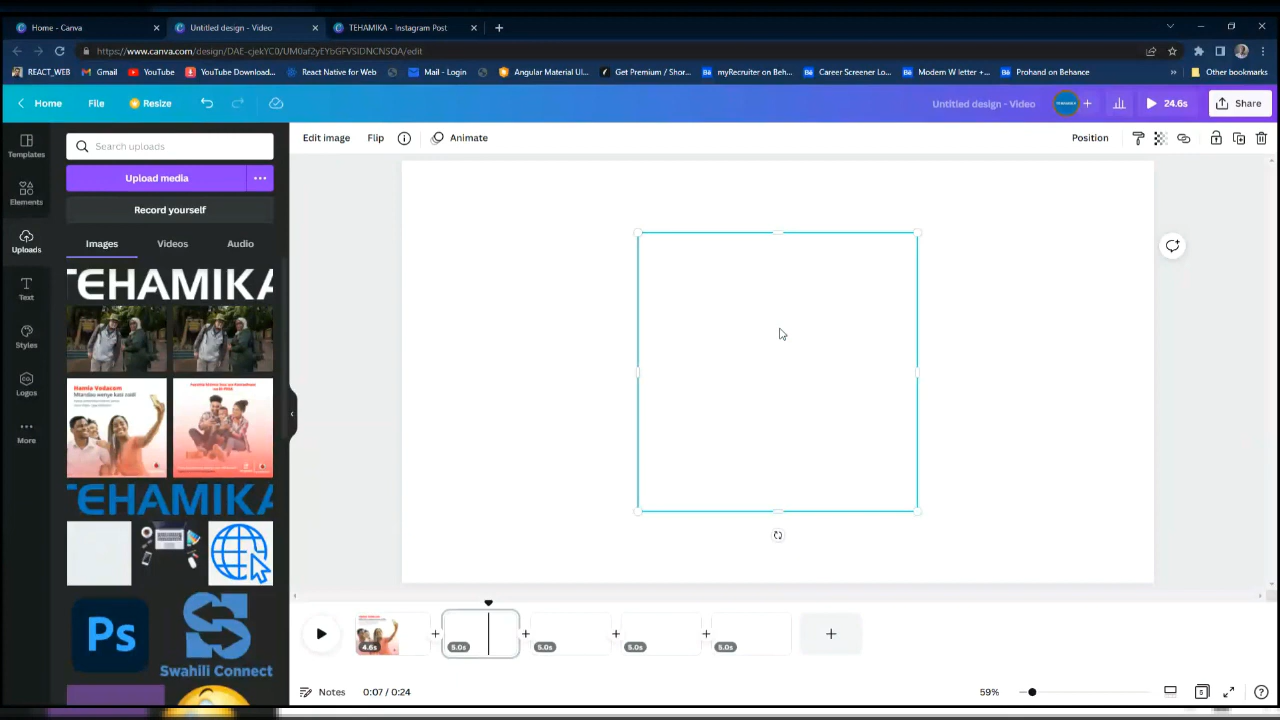 Home - Canva
Untitled design - Video
TEHAMIKA - Instagram Post
https://www.canva.com/design/DAE-cjekYC0/UM0af2yEYbGFVSIDNCNSQA/edit
REACT_WEB
Gmail
YouTube
YouTube Download...
React Native for Web
Mail - Login
Angular Material UI...
Get Premium / Shor...
myRecruiter on Beh...
Career Screener Lo...
Modern W letter +...
Prohand on Behance
Other bookmarks
Home
File
Resize
Untitled design - Video
24.6s
Share
Edit image
Flip
Animate
Position
Templates
Elements
Uploads
Text
Styles
Logos
More
Search uploads
Upload media
Record yourself
Images
Videos
Audio
TEHAMIKA
Hamia Vodacom
TEHAMIKA
Ps
Swahili Connect
4.6s
5.0s
5.0s
5.0s
5.0s
Notes
0:07 / 0:24
59%
5